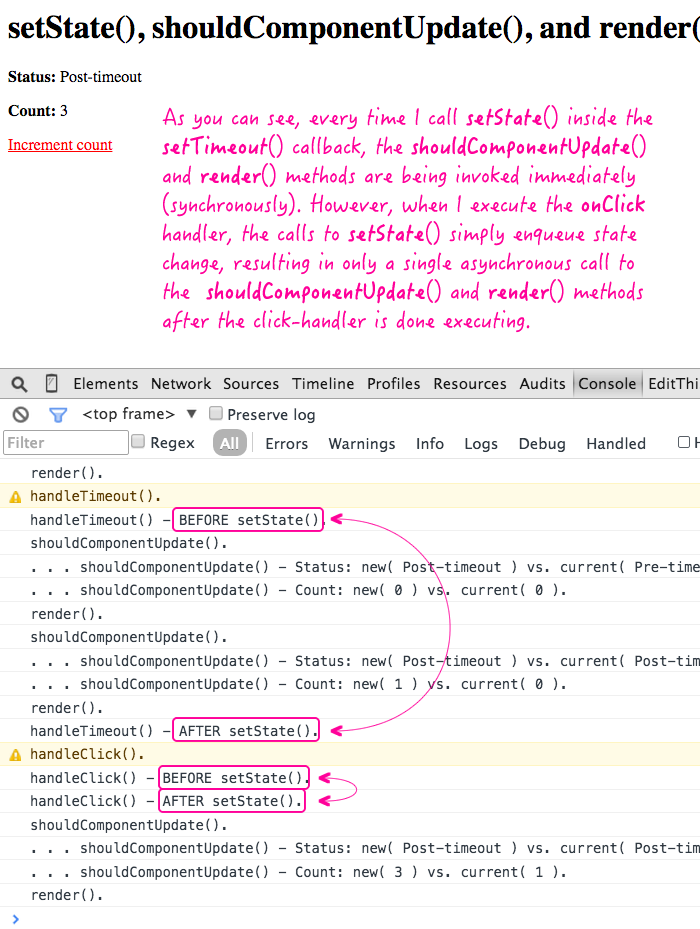 setState(), shouldComponentUpdate(), and render(
Status: Post-timeout
Count: 3
Increment count
As you can see, every time I call setState() inside the
setTimeout() callback, the shouldComponentUpdate()
and render() methods are being invoked immediately
(synchronously). However, when I execute the onClick
handler, the calls to setState() simply enqueue state
change, resulting in only a single asynchronous call to
the shouldComponentUpdate() and render() methods
after the click-handler is done executing.
Elements Network Sources Timeline Profiles Resources Audits Console EditThi
<top frame> ▼ Preserve log
Filter Regex All Errors Warnings Info Logs Debug Handled H
render().
handleTimeout().
handleTimeout() – BEFORE setState().
shouldComponentUpdate().
. . . shouldComponentUpdate() – Status: new( Post-timeout ) vs. current( Pre-time
. . . shouldComponentUpdate() – Count: new( 0 ) vs. current( 0 ).
render().
shouldComponentUpdate().
. . . shouldComponentUpdate() – Status: new( Post-timeout ) vs. current( Post-tim
. . . shouldComponentUpdate() – Count: new( 1 ) vs. current( 0 ).
render().
handleTimeout() – AFTER setState().
handleClick().
handleClick() – BEFORE setState().
handleClick() – AFTER setState().
shouldComponentUpdate().
. . . shouldComponentUpdate() – Status: new( Post-timeout ) vs. current( Post-tim
. . . shouldComponentUpdate() – Count: new( 3 ) vs. current( 1 ).
render().